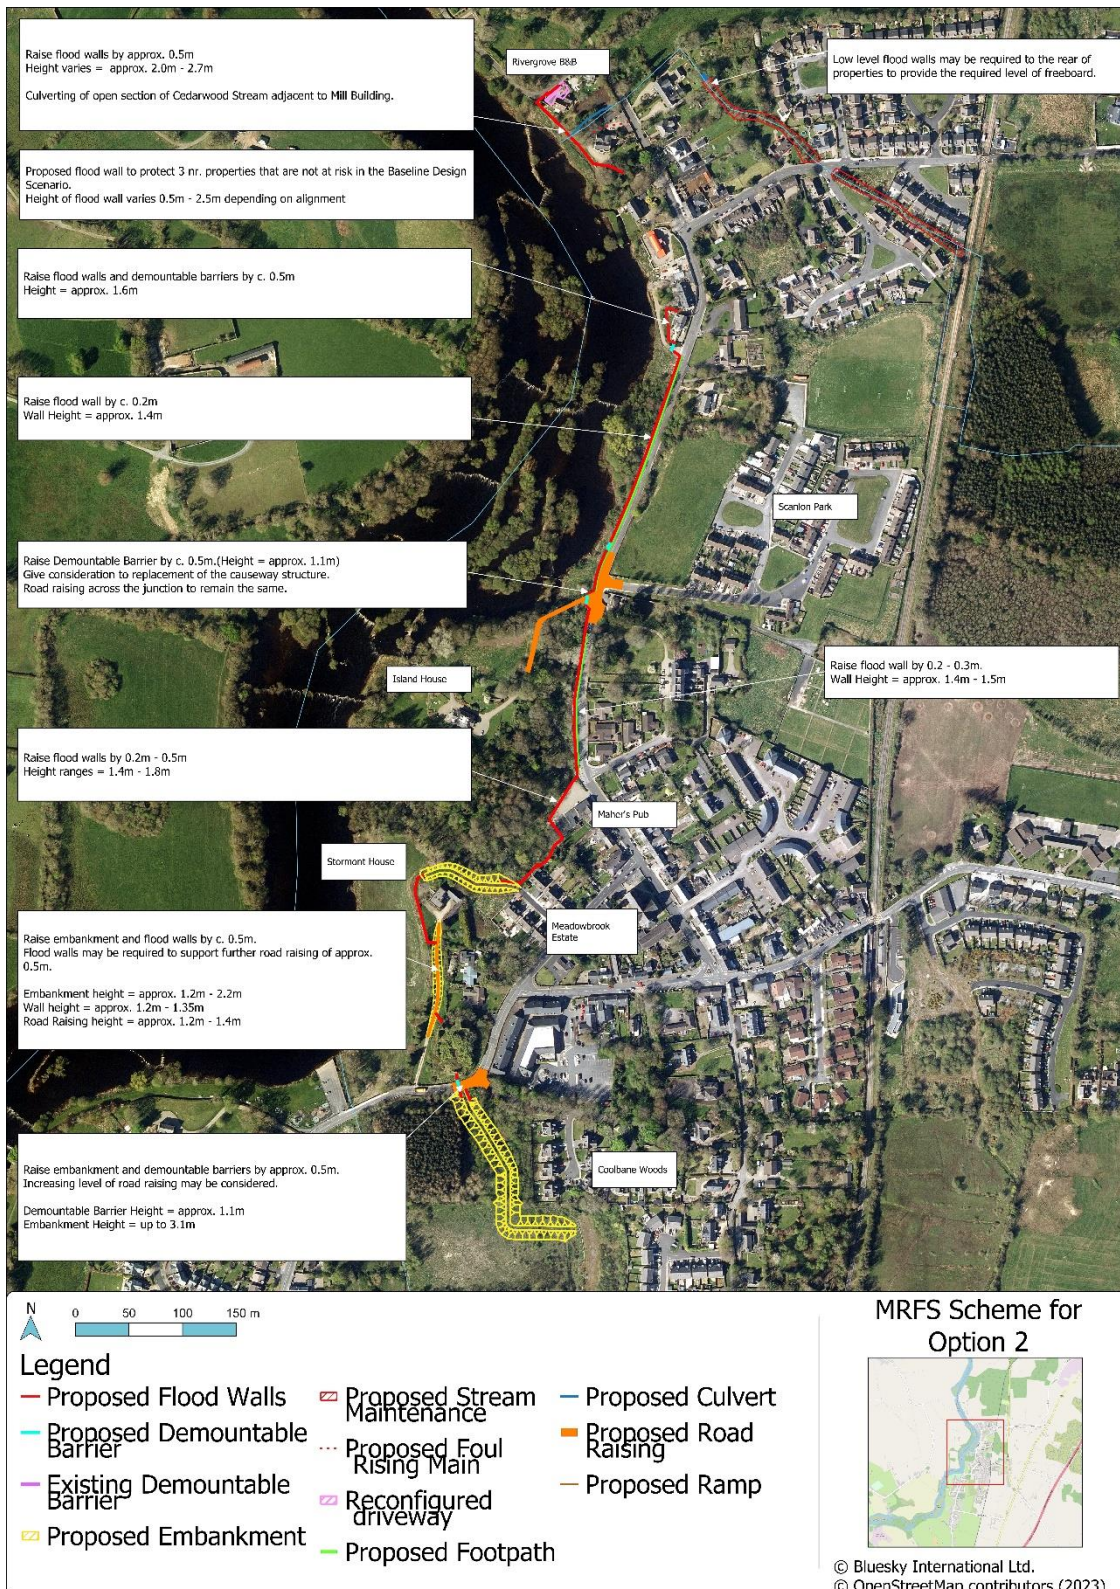 Raise flood walls by approx. 0.5m
Height varies = approx. 2.0m - 2.7m
Culverting of open section of Cedarwood Stream adjacent to Mill Building.
Rivergrove B&B
Low level flood walls may be required to the rear of
properties to provide the required level of freeboard.
Proposed flood wall to protect 3 nr. properties that are not at risk in the Baseline Design
Scenario.
Height of flood wall varies 0.5m - 2.5m depending on alignment
Raise flood walls and demountable barriers by c. 0.5m
Height = approx. 1.6m
Raise flood wall by c. 0.2m
Wall Height = approx. 1.4m
Scanlon Park
Raise Demountable Barrier by c. 0.5m.(Height = approx. 1.1m)
Give consideration to replacement of the causeway structure.
Road raising across the junction to remain the same.
Island House
Raise flood wall by 0.2 - 0.3m.
Wall Height = approx. 1.4m - 1.5m
Raise flood walls by 0.2m - 0.5m
Height ranges = 1.4m - 1.8m
Maher's Pub
Stormont House
Meadowbrook
Estate
Raise embankment and flood walls by c. 0.5m.
Flood walls may be required to support further road raising of approx.
0.5m.
Embankment height = approx. 1.2m - 2.2m
Wall height = approx. 1.2m - 1.35m
Road Raising height = approx. 1.2m - 1.4m
Coolbane Woods
Raise embankment and demountable barriers by approx. 0.5m.
Increasing level of road raising may be considered.
Demountable Barrier Height = approx. 1.1m
Embankment Height = up to 3.1m
N
0 50 100 150 m
Legend
Proposed Flood Walls
Proposed Demountable
Barrier
Existing Demountable
Barrier
Proposed Embankment
Proposed Stream
Maintenance
Proposed Foul
Rising Main
Reconfigured
driveway
Proposed Footpath
Proposed Culvert
Proposed Road
Raising
Proposed Ramp
MRFS Scheme for
Option 2
© Bluesky International Ltd.
© OpenStreetMap contributors (2023)